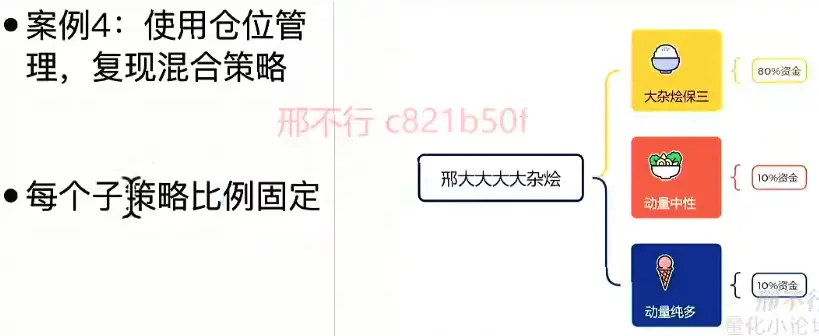 • 案例4：使用仓位管
理，复现混合策略
邢不行 c821b50f
• 每个子策略比例固定
邢大大大大杂烩
大杂烩保三
80%资金
动量中性
10%资金
动量纯多
10%资金
邢不行
量化小论坛